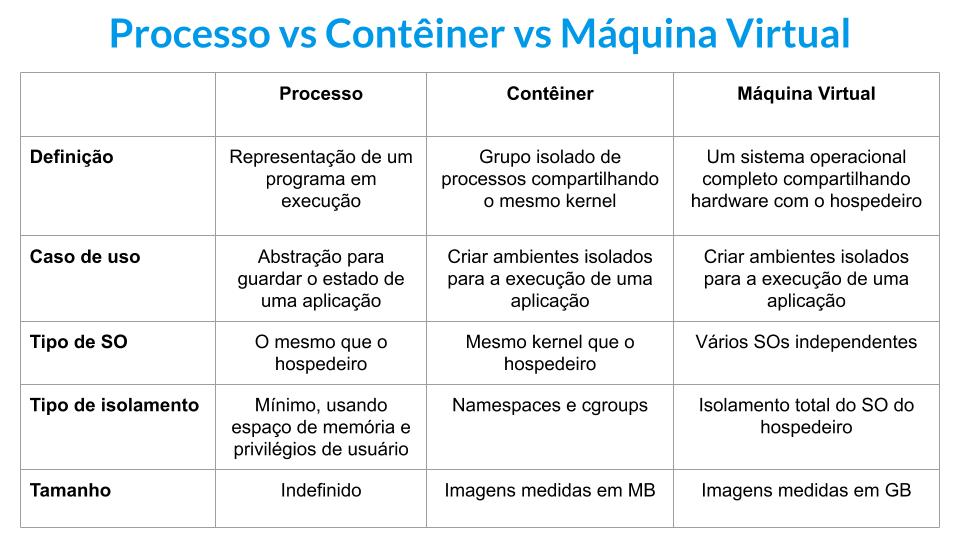 Processo vs Contêiner vs Máquina Virtual
Processo
Contêiner
Máquina Virtual
Definição
Representação de um
programa em
execução
Grupo isolado de
processos compartilhando
o mesmo kernel
Um sistema operacional
completo compartilhando
hardware com o hospedeiro
Caso de uso
Abstração para
guardar o estado de
uma aplicação
Criar ambientes isolados
para a execução de uma
aplicação
Criar ambientes isolados
para a execução de uma
aplicação
Tipo de SO
O mesmo que o
hospedeiro
Mesmo kernel que o
hospedeiro
Vários SOs independentes
Tipo de isolamento
Mínimo, usando
espaço de memória e
privilégios de usuário
Namespaces e cgroups
Isolamento total do SO do
hospedeiro
Tamanho
Indefinido
Imagens medidas em MB
Imagens medidas em GB